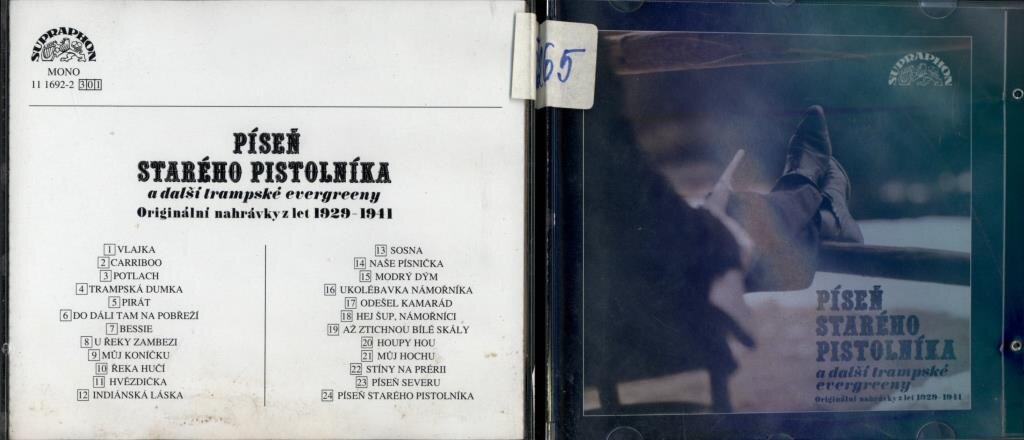 SUPRAPHON
MONO
11 1692-2 301
PÍSEŇ
STARÉHO PISTOLNÍKA
a další trampské evergreeny
Originální nahrávky z let 1929-1941
1 VLAJKA
2 CARRIBOO
3 POTLACH
4 TRAMPSKÁ DUMKA
5 PIRÁT
6 DO DÁLI TAM NA POBŘEŽÍ
7 BESSIE
8 U ŘEKY ZAMBEZI
9 MŮJ KONÍČKU
10 ŘEKA HUČÍ
11 HVĚZDIČKA
12 INDIÁNSKÁ LÁSKA
13 SOSNA
14 NAŠE PÍSNIČKA
15 MODRÝ DÝM
16 UKOLÉBAVKA NÁMOŘNÍKA
17 ODEŠEL KAMARÁD
18 HEJ ŠUP, NÁMOŘNÍCI
19 AŽ ZTICHNOU BÍLÉ SKÁLY
20 HOUPY HOU
21 MŮJ HOCHU
22 STÍNY NA PRÉRII
23 PÍSEŇ SEVERU
24 PÍSEŇ STARÉHO PISTOLNÍKA
65
SUPRAPHON
PÍSEŇ
STARÉHO
PISTOLNÍKA
a další trampské
evergreeny
Originální nahrávky z let 1929-1941